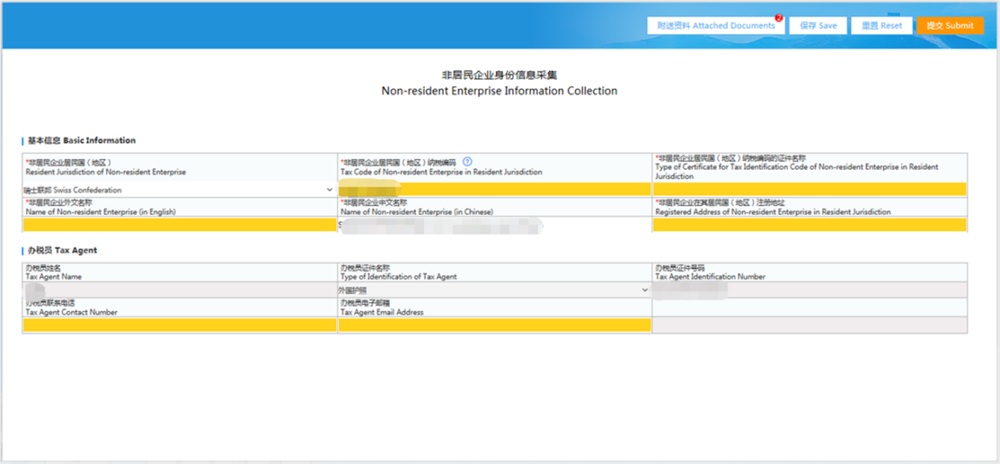 附送资料 Attached Documents
2
保存 Save
重置 Reset
提交 Submit
非居民企业身份信息采集
Non-resident Enterprise Information Collection
基本信息 Basic Information
*非居民企业居民国（地区）
Resident Jurisdiction of Non-resident Enterprise
*非居民企业居民国（地区）纳税编码 ?
Tax Code of Non-resident Enterprise in Resident Jurisdiction
*非居民企业居民国（地区）纳税编码的证件名称
Type of Certificate for Tax Identification Code of Non-resident Enterprise in Resident
Jurisdiction
瑞士联邦 Swiss Confederation
*非居民企业外文名称
Name of Non-resident Enterprise (in English)
*非居民企业中文名称
Name of Non-resident Enterprise (in Chinese)
*非居民企业在其居民国（地区）注册地址
Registered Address of Non-resident Enterprise in Resident Jurisdiction
办税员 Tax Agent
办税员姓名
Tax Agent Name
办税员证件名称
Type of Identification of Tax Agent
办税员证件号码
Tax Agent Identification Number
外国护照
办税员联系电话
Tax Agent Contact Number
办税员电子邮箱
Tax Agent Email Address